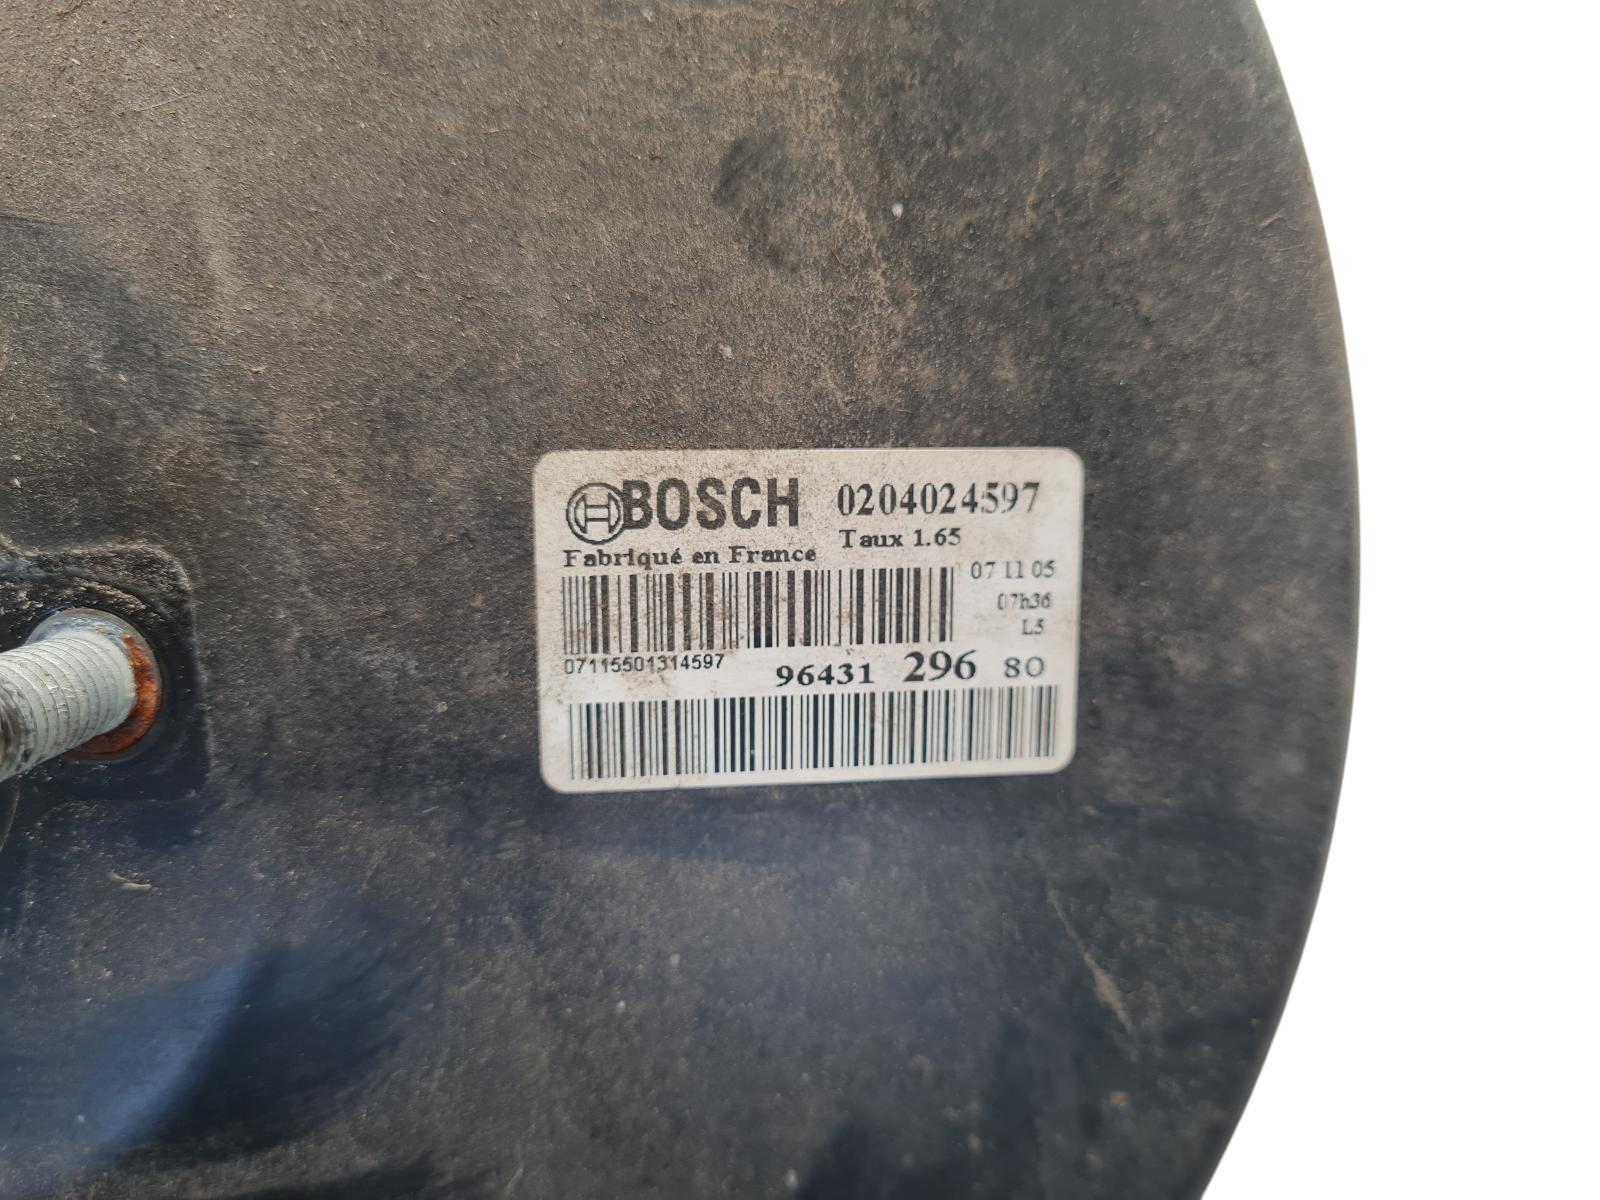 BOSCH 0204024597
Fabriqué en France Taux 1.65
07 11 05
07h36
L5
07115501314597
96431 296 80